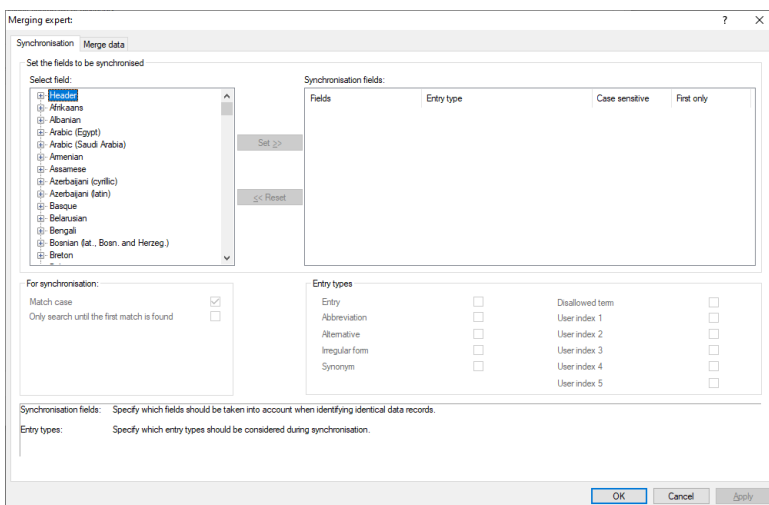 Merging expert:
?
Synchronisation Merge data
Set the fields to be synchronised
Select field:
Header
Afrikaans
Albanian
Arabic (Egypt)
Arabic (Saudi Arabia)
Armenian
Assamese
Azerbaijani (cyrillic)
Azerbaijani (latin)
Basque
Belarusian
Bengali
Bosnian (lat., Bosn. and Herzeg.)
Breton
Set >>
<< Reset
Synchronisation fields:
Fields Entry type Case sensitive First only
For synchronisation:
Match case
Only search until the first match is found
Entry types
Entry
Abbreviation
Alternative
Irregular form
Synonym
Disallowed term
User index 1
User index 2
User index 3
User index 4
User index 5
Synchronisation fields: Specify which fields should be taken into account when identifying identical data records.
Entry types: Specify which entry types should be considered during synchronisation.
OK Cancel Apply